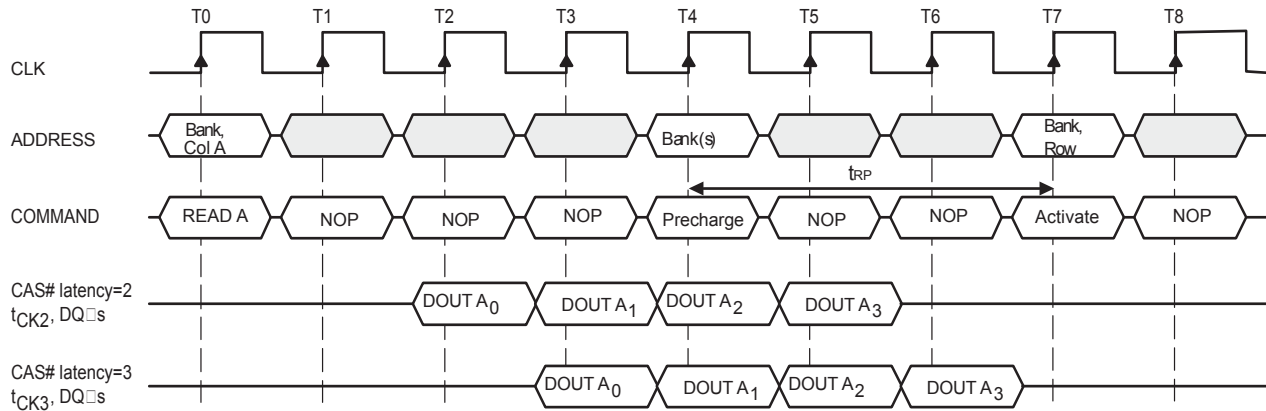 T0 T1 T2 T3 T4 T5 T6 T7 T8
CLK
ADDRESS
Bank,
Col A
Bank(s)
Bank,
Row
tRP
COMMAND
READ A NOP NOP NOP Precharge NOP NOP Activate NOP
CAS# latency=2
tCK2, DQ□s
DOUT A0 DOUT A1 DOUT A2 DOUT A3
CAS# latency=3
tCK3, DQ□s
DOUT A0 DOUT A1 DOUT A2 DOUT A3